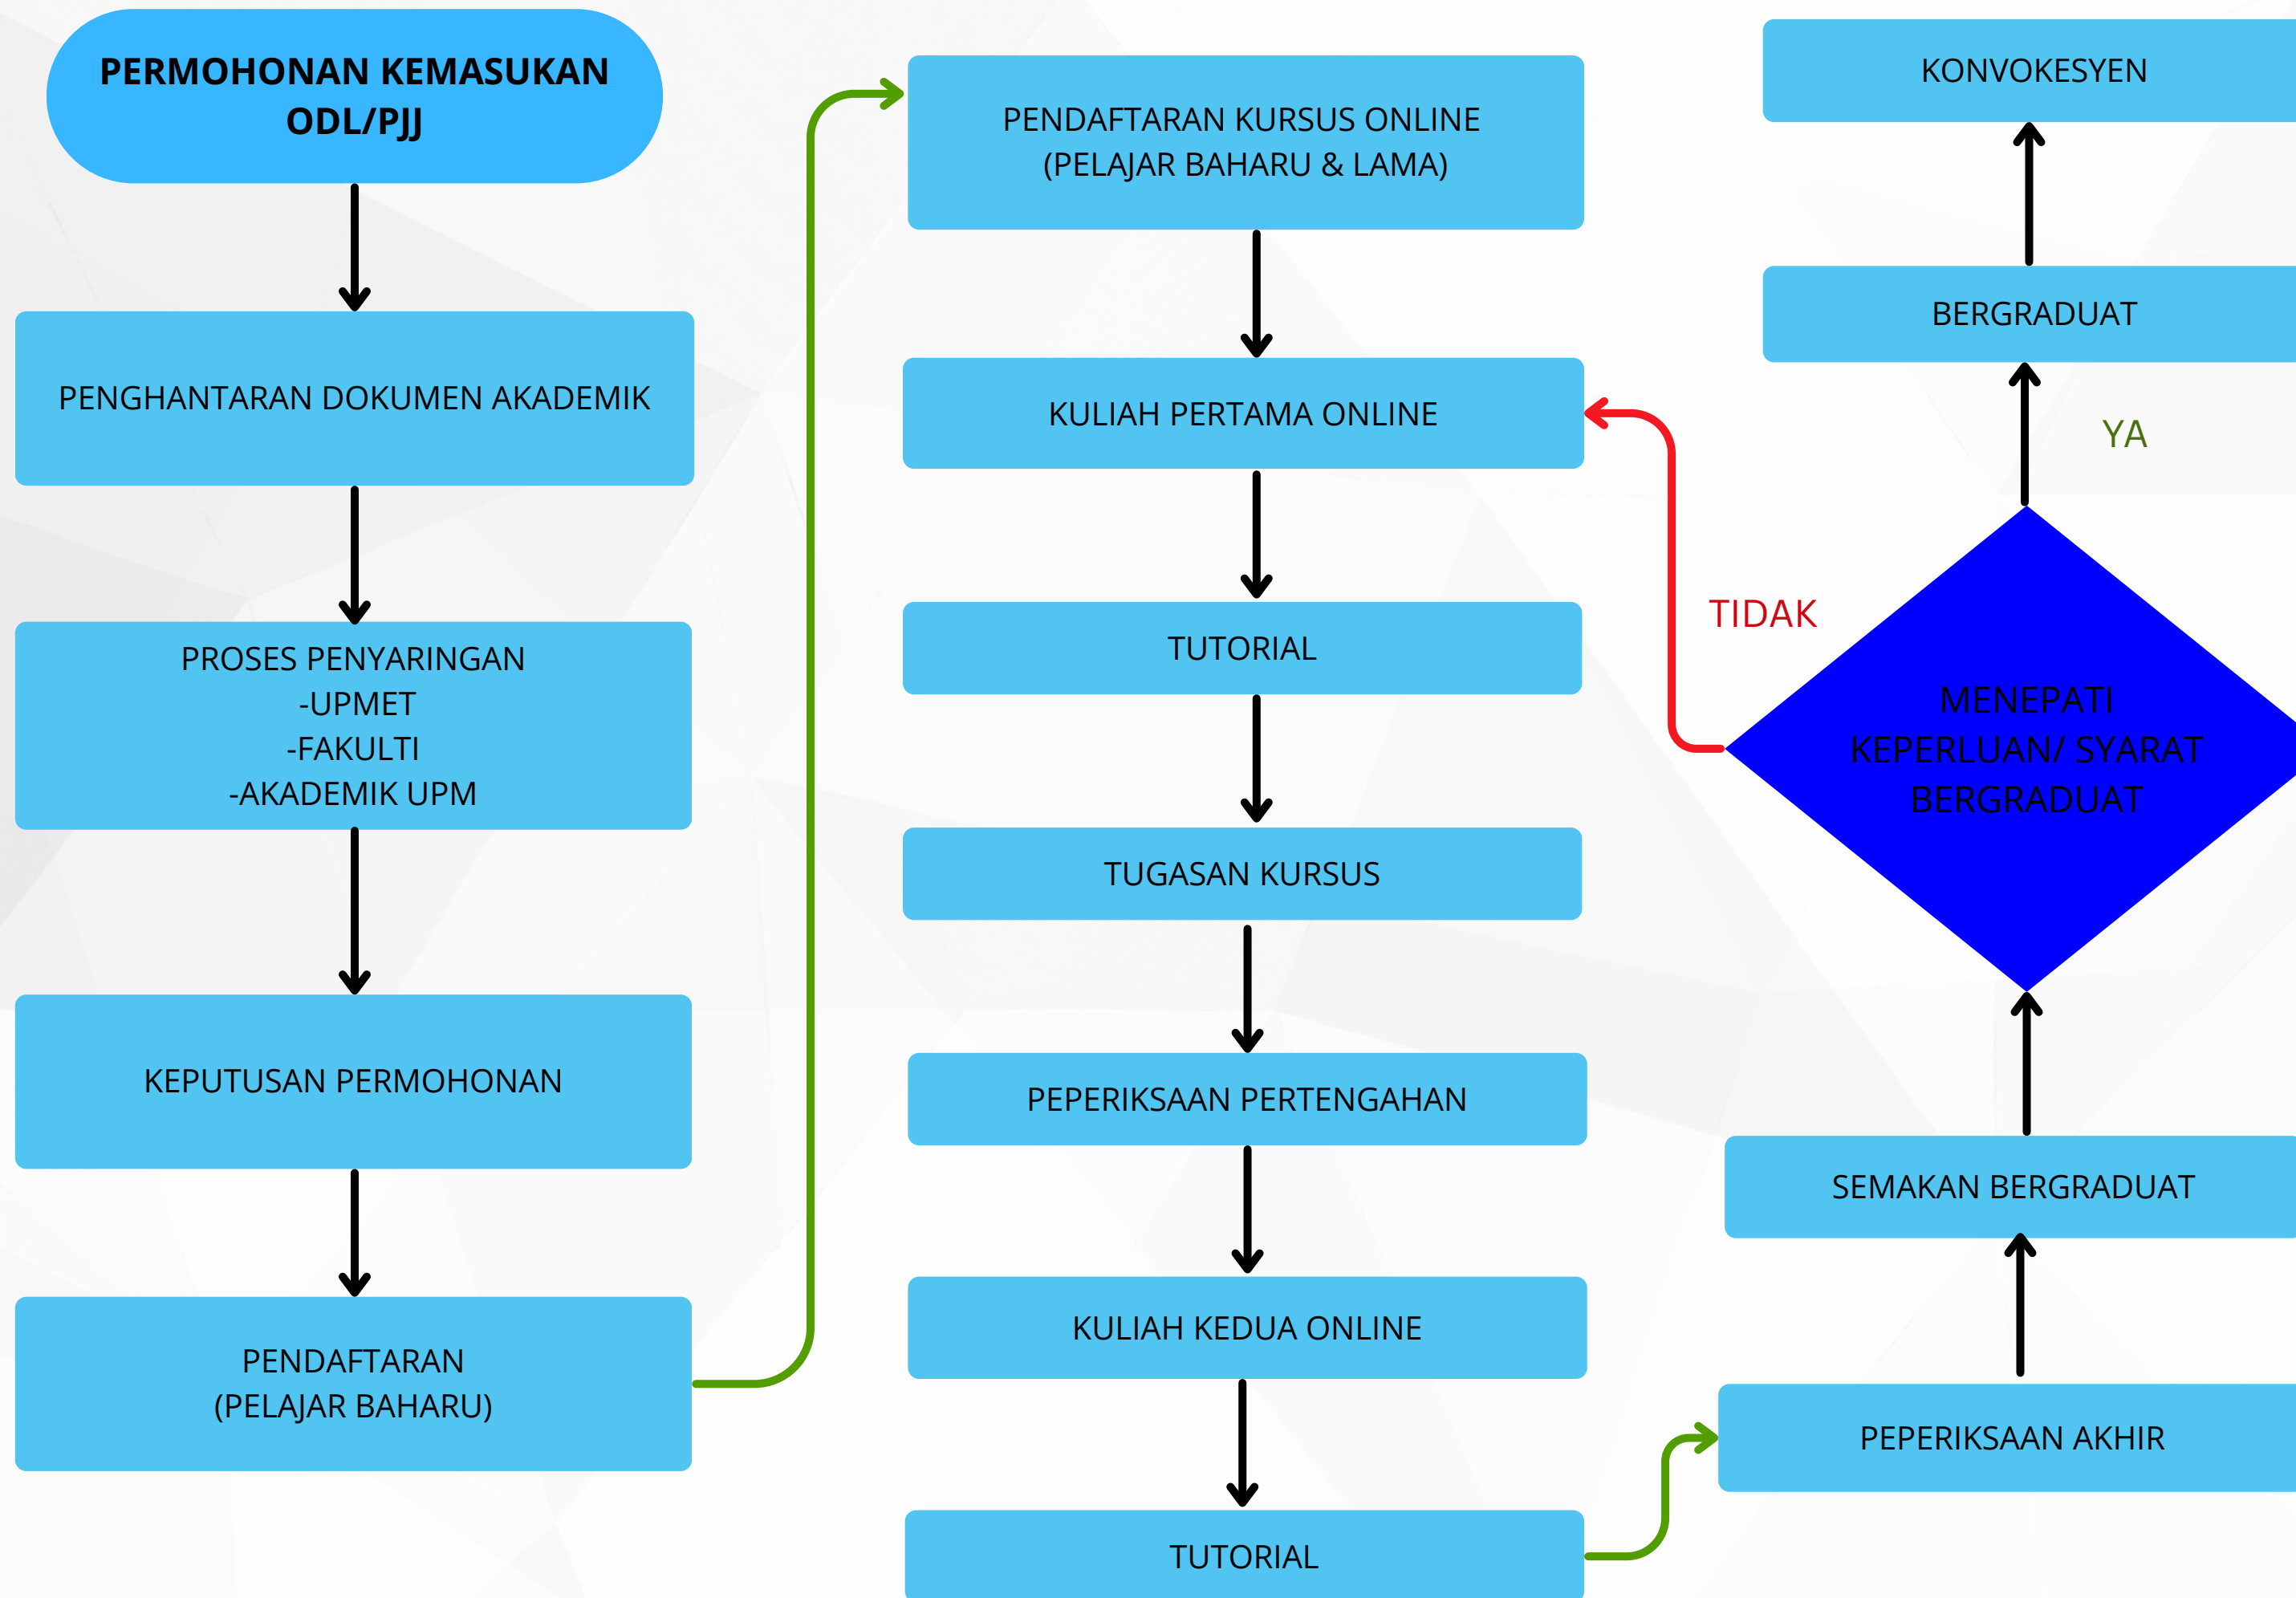 PERMOHONAN KEMASUKAN
ODL/PJJ
PENGHANTARAN DOKUMEN AKADEMIK
PROSES PENYARINGAN
-UPMET
-FAKULTI
-AKADEMIK UPM
KEPUTUSAN PERMOHONAN
PENDAFTARAN
(PELAJAR BAHARU)
PENDAFTARAN KURSUS ONLINE
(PELAJAR BAHARU & LAMA)
KULIAH PERTAMA ONLINE
TUTORIAL
TUGASAN KURSUS
PEPERIKSAAN PERTENGAHAN
KULIAH KEDUA ONLINE
TUTORIAL
PEPERIKSAAN AKHIR
SEMAKAN BERGRADUAT
MENEPATI
KEPERLUAN/ SYARAT
BERGRADUAT
TIDAK
YA
BERGRADUAT
KONVOKESYEN